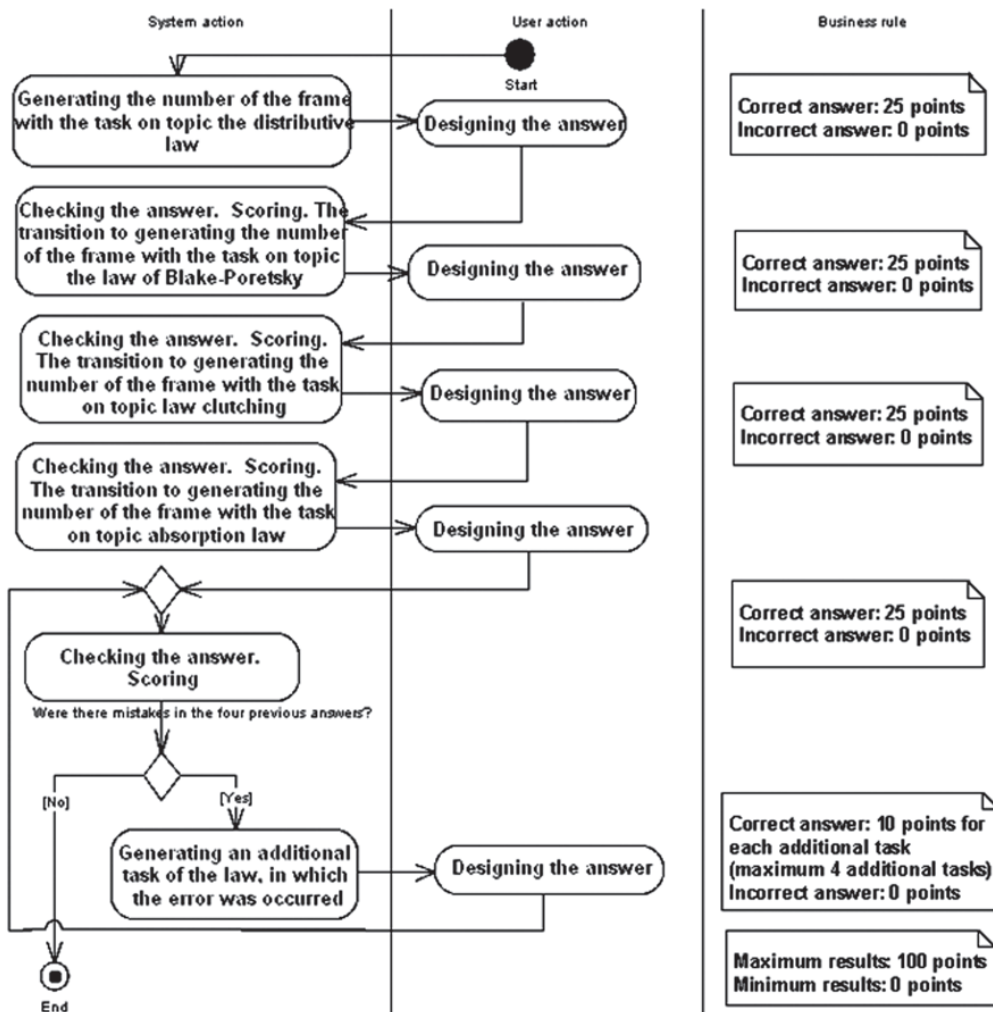 System action
User action
Business rule
Start
Generating the number of the frame
with the task on topic the distributive
law
Designing the answer
Correct answer: 25 points
Incorrect answer: 0 points
Checking the answer. Scoring. The
transition to generating the number
of the frame with the task on topic
the law of Blake-Poretsky
Designing the answer
Correct answer: 25 points
Incorrect answer: 0 points
Checking the answer. Scoring.
The transition to generating the
number of the frame with the task
on topic law clutching
Designing the answer
Correct answer: 25 points
Incorrect answer: 0 points
Checking the answer. Scoring.
The transition to generating the
number of the frame with the task
on topic absorption law
Designing the answer
Correct answer: 25 points
Incorrect answer: 0 points
Checking the answer.
Scoring
Were there mistakes in the four previous answers?
[No]
[Yes]
Generating an additional
task of the law, in which
the error was occurred
Designing the answer
Correct answer: 10 points for
each additional task
(maximum 4 additional tasks)
Incorrect answer: 0 points
Maximum results: 100 points
Minimum results: 0 points
End